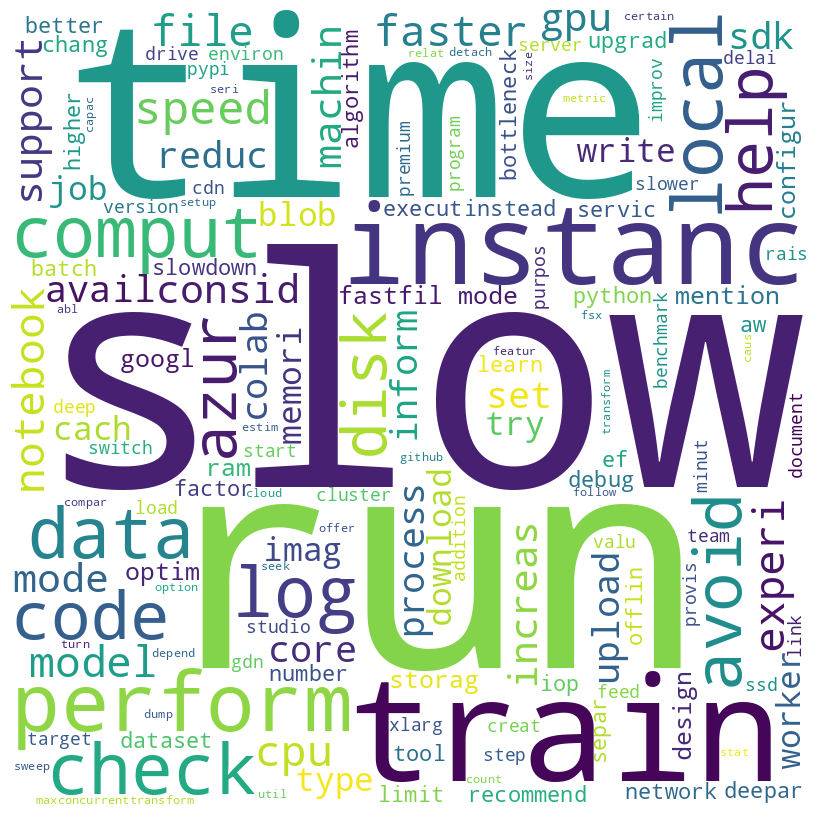 better
file
faster
gpu
certain
chang
drive
environ
relat
detach
server
upgrad
sdk
time
pypi
seri
size
delai
support
higher
capac
speed
machin
algorithm
bottleneck
metric
improv
local
help
configur
reduc
write
job
premium
program
slower
version
cdn
setup
execut
instead
servic
comput
blob
instanc
rais
batch
slowdown
purpos
avail
consid
fastfil mode
python
mention
abl
notebook
azur
googl
colab
memori
disk
inform
fsx
aw
benchmark
caus
featur
learn
slow
deep
set
try
transform
cach
estim
switch
ram
start
github
ef
debug
minut
document
factor
cloud
cluster
follow
compar
load
run
data
offer
process
download
addition
valu
team
imag
mode
optim
seek
log
increas
upload
offlin
provis
avoid
experi
option
code
studio
core
turn
depend
gdn
number
link
model
storag
iop
feed
ssd
worker
perform
train
separ
design
dump
xlarg
creat
target
dataset
check
cpu
tool
step
stat
sweep
type
count
limit
recommend
network
deepar
maxconcurrenttransform
util